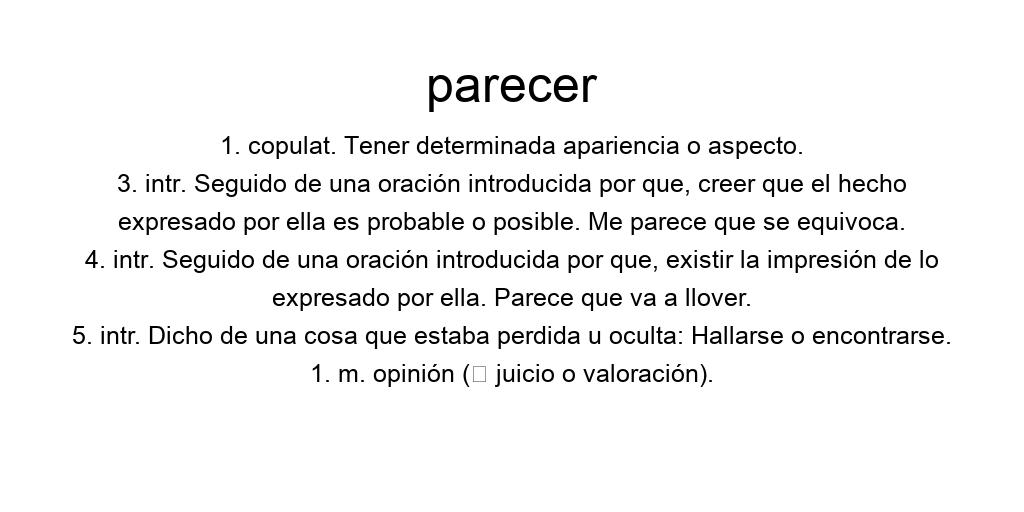 parecer
1. copulat. Tener determinada apariencia o aspecto.
3. intr. Seguido de una oración introducida por que, creer que el hecho
expresado por ella es probable o posible. Me parece que se equivoca.
4. intr. Seguido de una oración introducida por que, existir la impresión de lo
expresado por ella. Parece que va a llover.
5. intr. Dicho de una cosa que estaba perdida u oculta: Hallarse o encontrarse.
1. m. opinión (□ juicio o valoración).